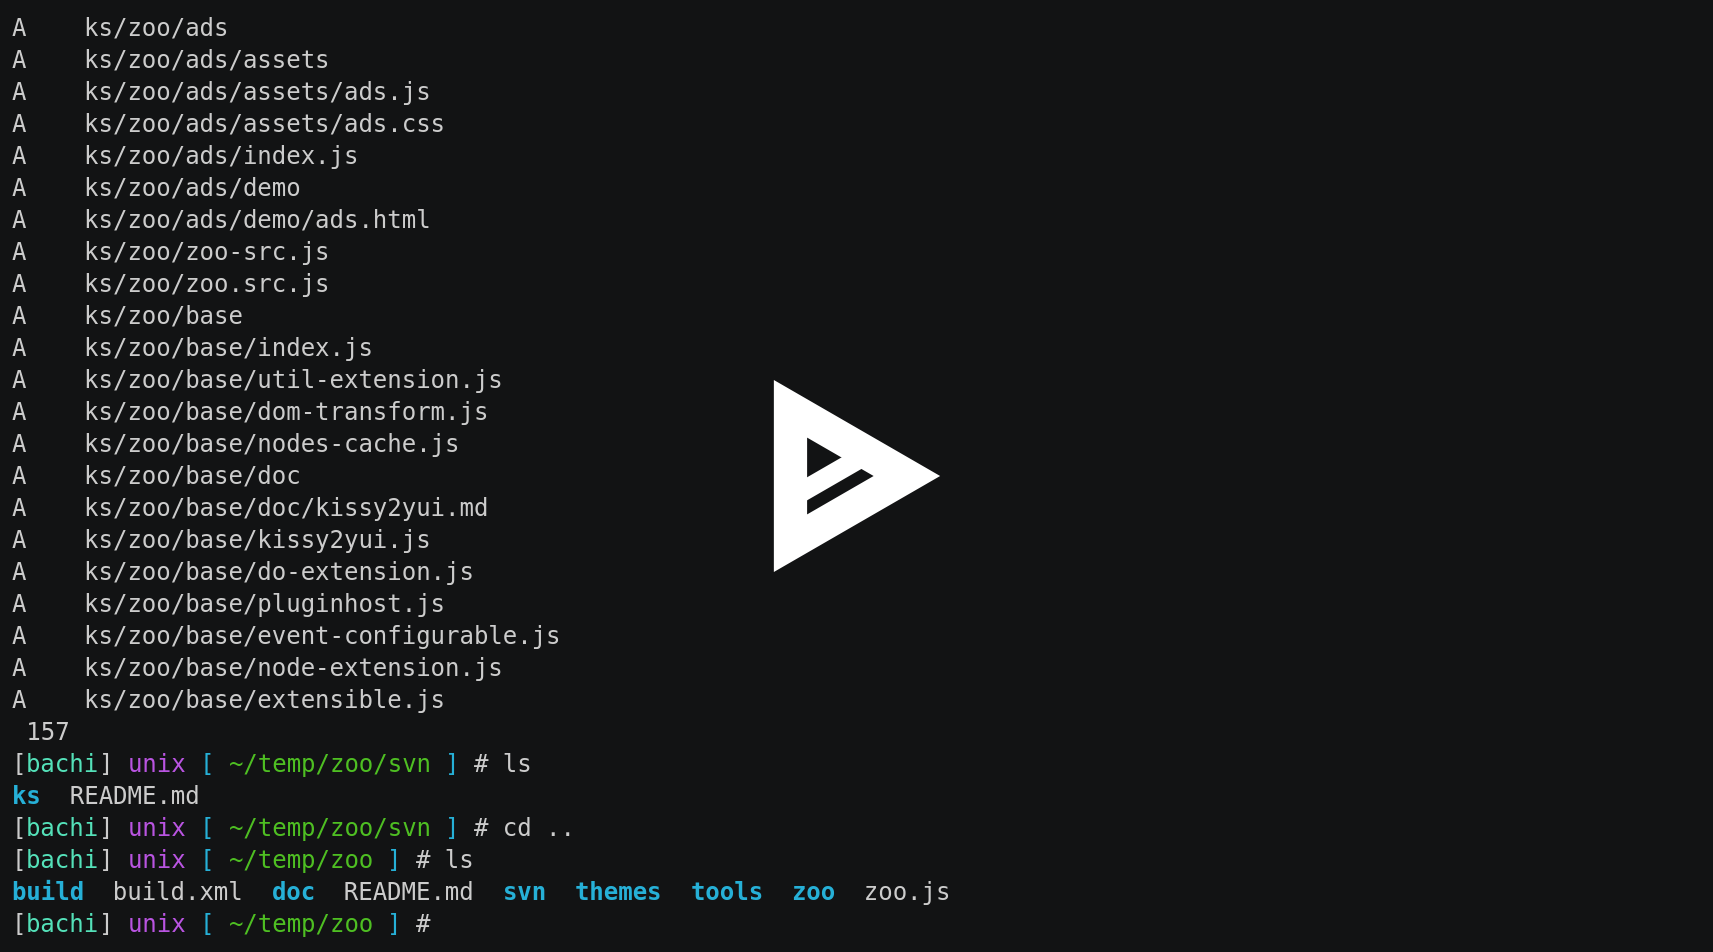 A    ks/zoo/ads
A    ks/zoo/ads/assets
A    ks/zoo/ads/assets/ads.js
A    ks/zoo/ads/assets/ads.css
A    ks/zoo/ads/index.js
A    ks/zoo/ads/demo
A    ks/zoo/ads/demo/ads.html
A    ks/zoo/zoo-src.js
A    ks/zoo/zoo.src.js
A    ks/zoo/base
A    ks/zoo/base/index.js
A    ks/zoo/base/util-extension.js
A    ks/zoo/base/dom-transform.js
A    ks/zoo/base/nodes-cache.js
A    ks/zoo/base/doc
A    ks/zoo/base/doc/kissy2yui.md
A    ks/zoo/base/kissy2yui.js
A    ks/zoo/base/do-extension.js
A    ks/zoo/base/pluginhost.js
A    ks/zoo/base/event-configurable.js
A    ks/zoo/base/node-extension.js
A    ks/zoo/base/extensible.js
 157
[bachi] unix [ ~/temp/zoo/svn ] # ls
ks  README.md
[bachi] unix [ ~/temp/zoo/svn ] # cd ..
[bachi] unix [ ~/temp/zoo ] # ls
build  build.xml  doc  README.md  svn  themes  tools  zoo  zoo.js
[bachi] unix [ ~/temp/zoo ] #